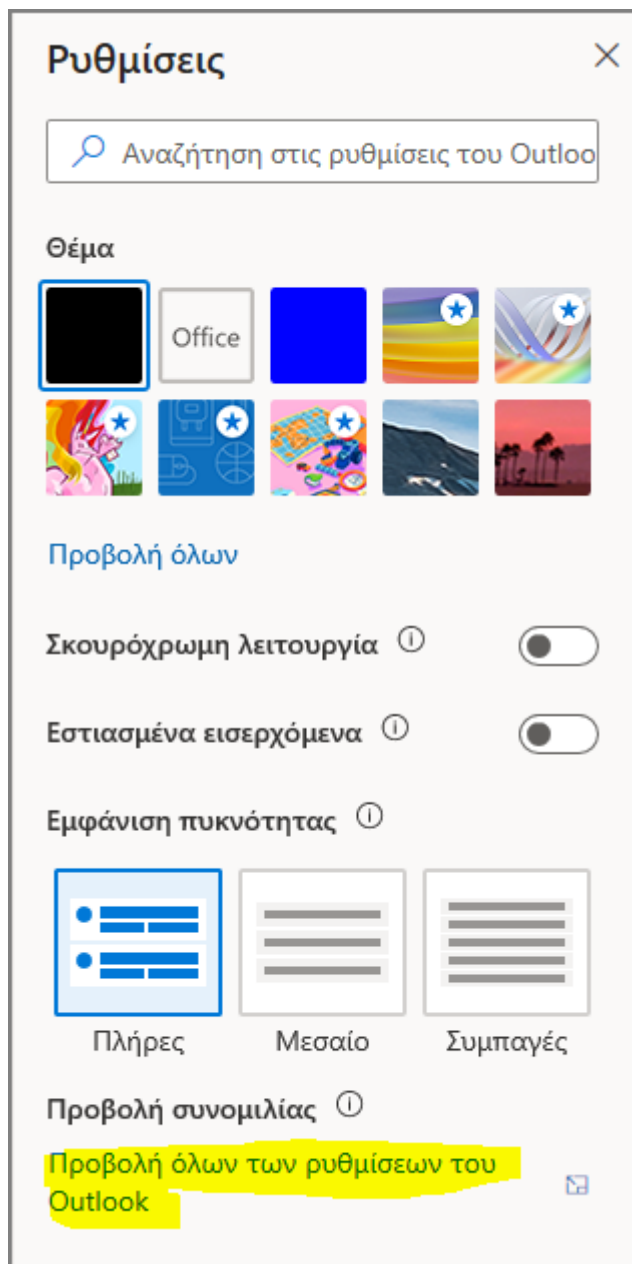 Ρυθμίσεις
Αναζήτηση στις ρυθμίσεις του Outloo
Θέμα
Office
Προβολή όλων
Σκουρόχρωμη λειτουργία
Εστιασμένα εισερχόμενα
Εμφάνιση πυκνότητας
Πλήρες Μεσαίο Συμπαγές
Προβολή συνομιλίας
Προβολή όλων των ρυθμίσεων του
Outlook